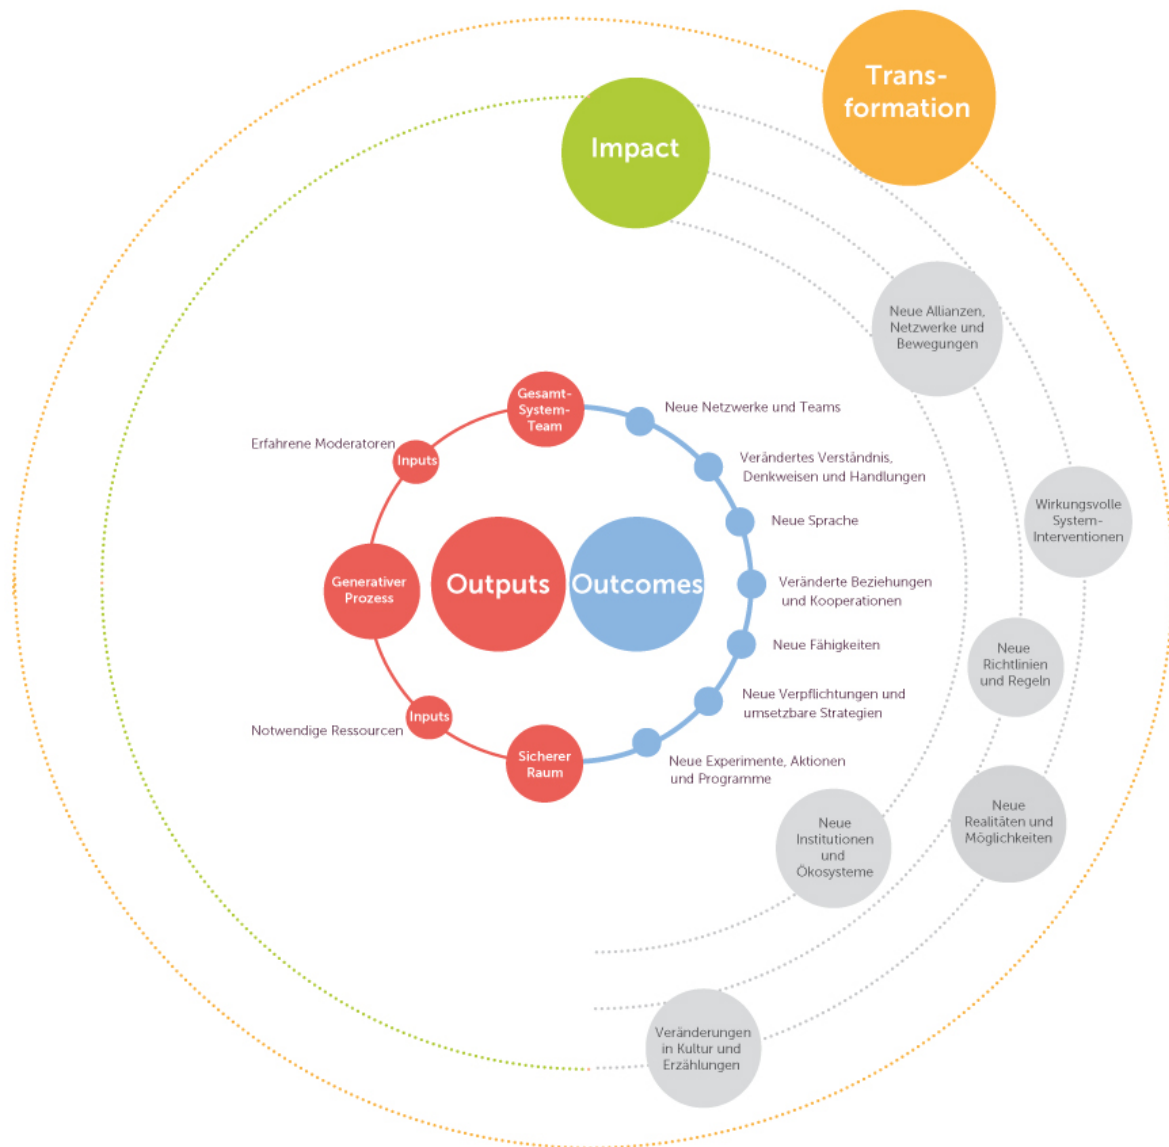 Trans-
formation
Impact
Neue Allianzen,
Netzwerke und
Bewegungen
Gesamt-
System-
Team
Neue Netzwerke und Teams
Erfahrene Moderatoren
Inputs
Verändertes Verständnis,
Denkweisen und Handlungen
Neue Sprache
Wirkungsvolle
System-
Interventionen
Generativer
Prozess
Outputs
Outcomes
Veränderte Beziehungen
und Kooperationen
Neue Fähigkeiten
Neue
Richtlinien
und Regeln
Notwendige Ressourcen
Inputs
Neue Verpflichtungen und
umsetzbare Strategien
Sicherer
Raum
Neue Experimente, Aktionen
und Programme
Neue
Institutionen
und
Ökosysteme
Neue
Realitäten und
Möglichkeiten
Veränderungen
in Kultur und
Erzählungen